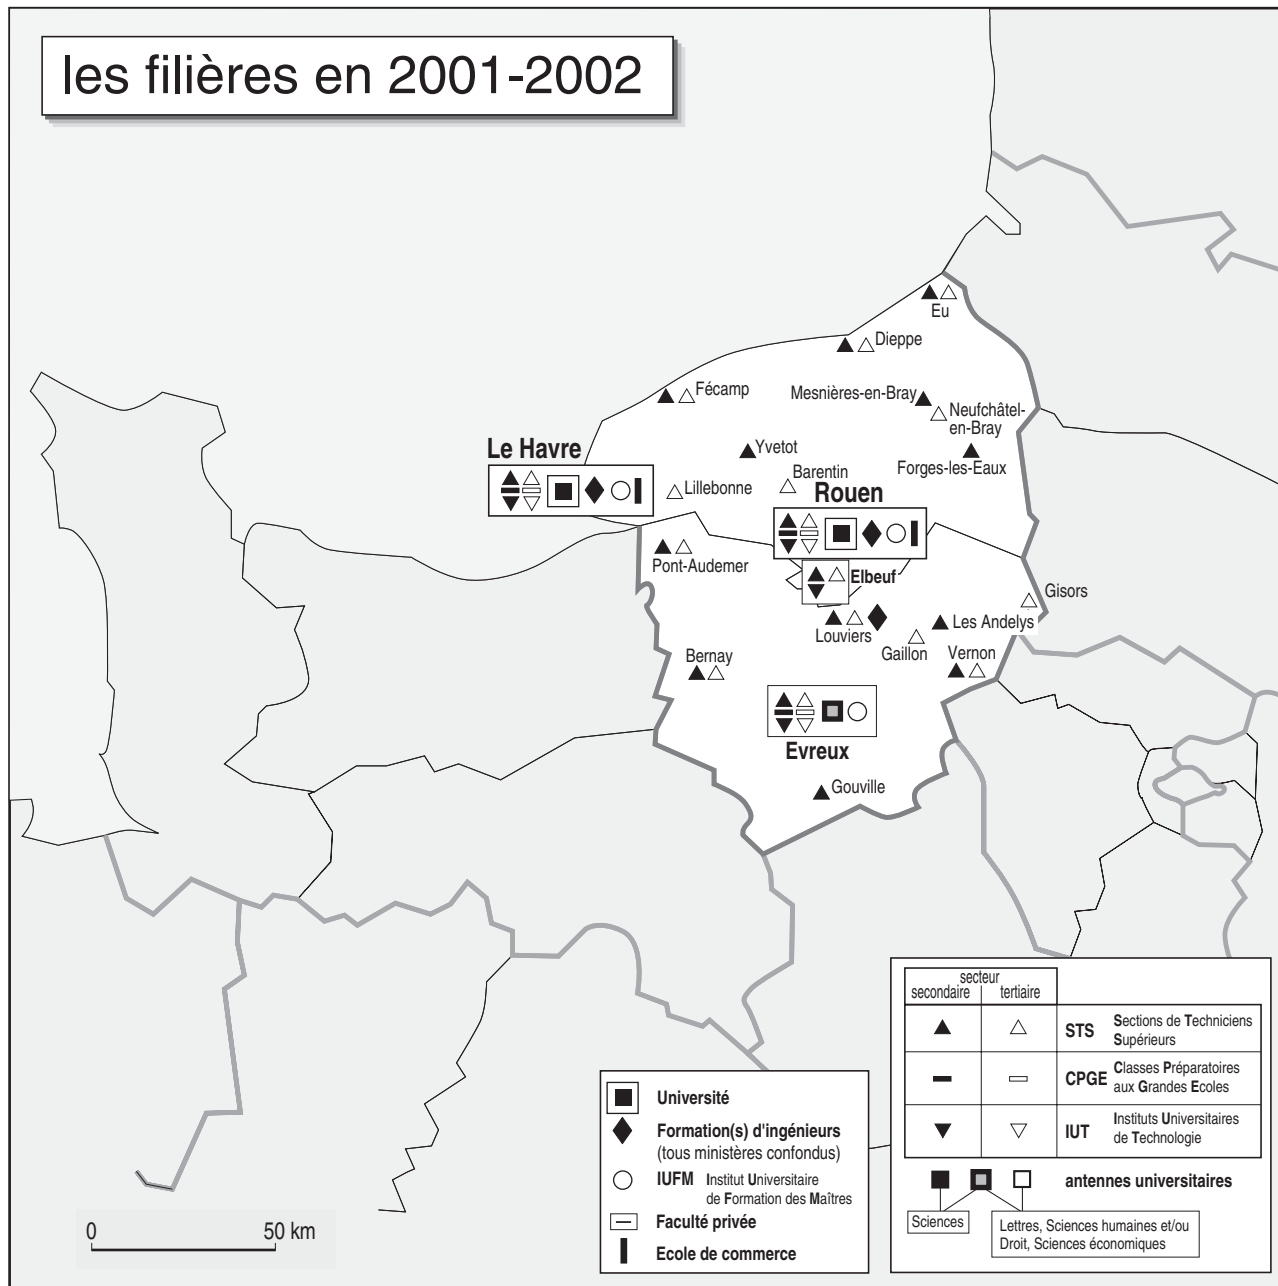 les filières en 2001-2002
Eu
Dieppe
Fécamp
Mesnières-en-Bray
Neufchâtel-
en-Bray
Le Havre
Yvetot
Forges-les-Eaux
Barentin
Lillebonne
Rouen
Pont-Audemer
Elbeuf
Gisors
Louviers
Les Andelys
Gaillon
Bernay
Vernon
Evreux
Gouville
secteur
secondaire
tertiaire
STS Sections de Techniciens
Supérieurs
CPGE Classes Préparatoires
aux Grandes Ecoles
IUT Instituts Universitaires
de Technologie
antennes universitaires
Sciences
Lettres, Sciences humaines et/ou
Droit, Sciences économiques
Université
Formation(s) d'ingénieurs
(tous ministères confondus)
IUFM Institut Universitaire
de Formation des Maîtres
Faculté privée
Ecole de commerce
0 50 km